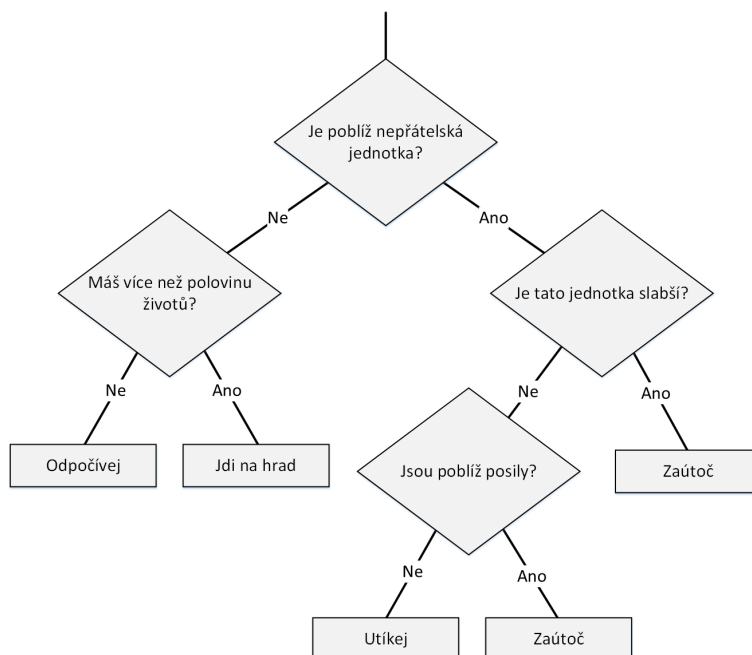 Je poblíž nepřátelská
jednotka?
Ne
Ano
Máš více než polovinu
životů?
Je tato jednotka slabší?
Ne
Ano
Ne
Ano
Odpočívej
Jdi na hrad
Jsou poblíž posily?
Zaútoč
Ne
Ano
Utíkej
Zaútoč